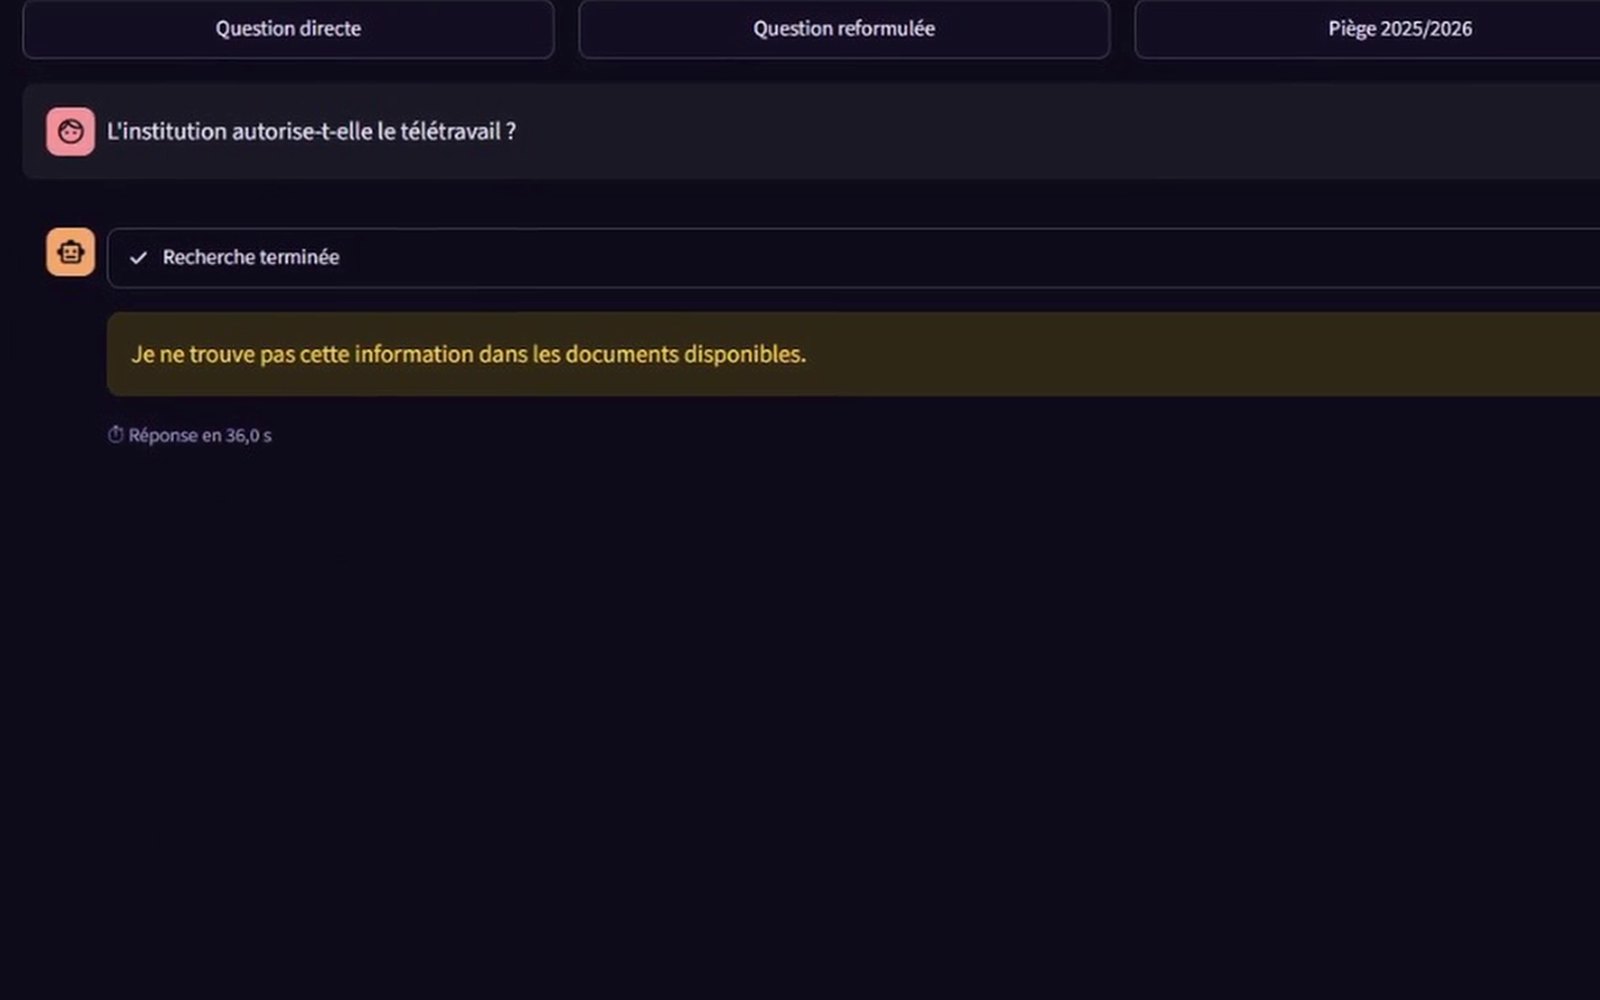 Question directe
Question reformulée
Piège 2025/2026
L'institution autorise-t-elle le télétravail ?
Recherche terminée
Je ne trouve pas cette information dans les documents disponibles.
Réponse en 36,0 s